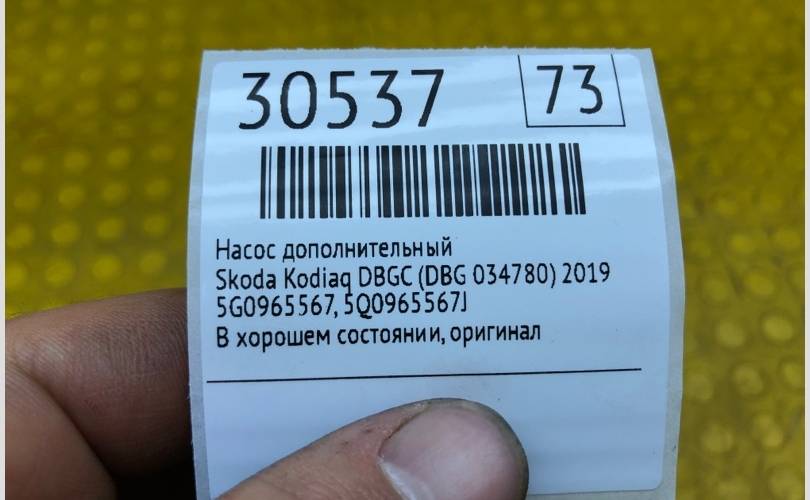 30537
73
Насос дополнительный
Skoda Kodiaq DBGC (DBG 034780) 2019
5G0965567, 5Q0965567J
В хорошем состоянии, оригинал